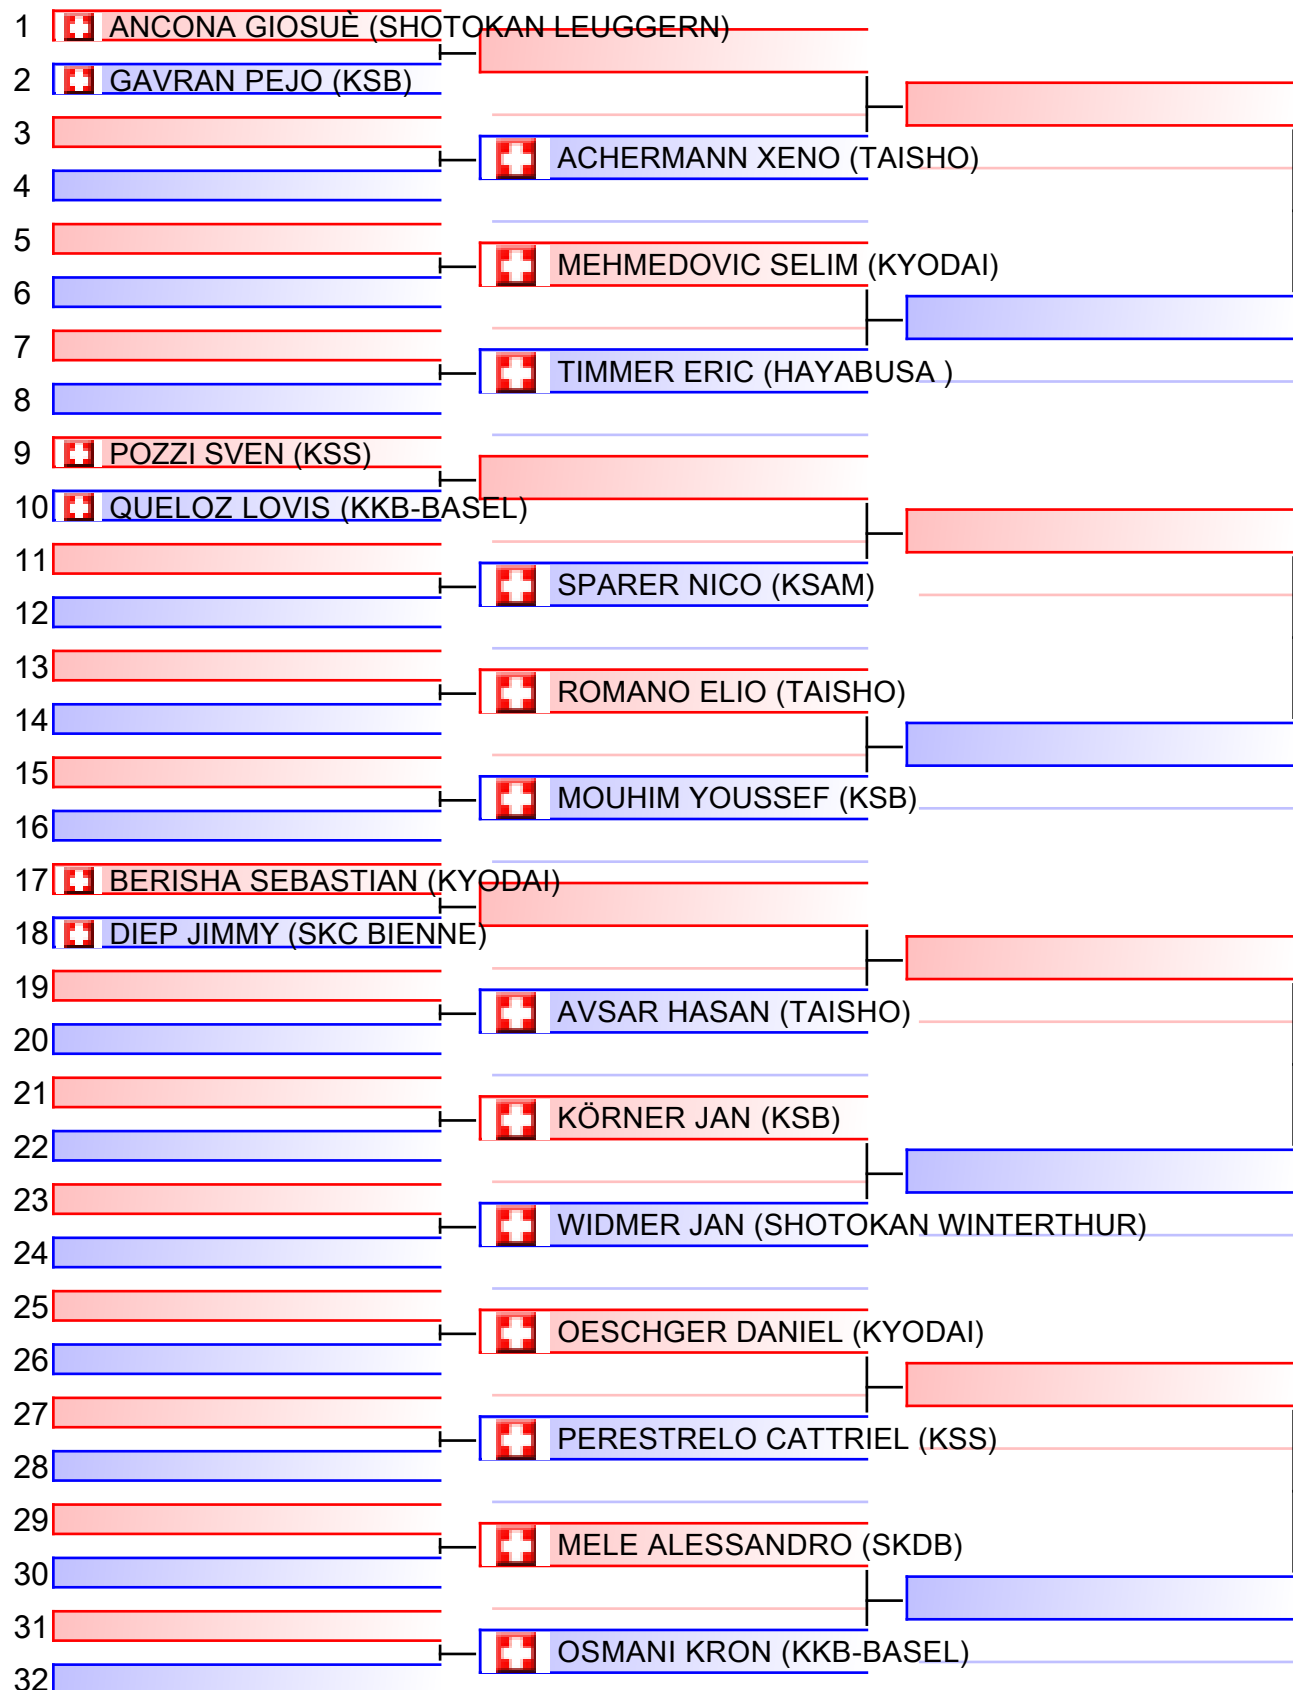 1 ANCONA GIOSUÈ (SHOTOKAN LEUGGERN)
2 GAVRAN PEJO (KSB)
3
ACHERMANN XENO (TAISHO)
4
5
MEHMEDOVIC SELIM (KYODAI)
6
7
TIMMER ERIC (HAYABUSA )
8
9 POZZI SVEN (KSS)
10 QUELOZ LOVIS (KKB-BASEL)
11
SPARER NICO (KSAM)
12
13
ROMANO ELIO (TAISHO)
14
15
MOUHIM YOUSSEF (KSB)
16
17 BERISHA SEBASTIAN (KYODAI)
18 DIEP JIMMY (SKC BIENNE)
19
AVSAR HASAN (TAISHO)
20
21
KÖRNER JAN (KSB)
22
23
WIDMER JAN (SHOTOKAN WINTERTHUR)
24
25
OESCHGER DANIEL (KYODAI)
26
27
PERESTRELO CATTRIEL (KSS)
28
29
MELE ALESSANDRO (SKDB)
30
31
OSMANI KRON (KKB-BASEL)
32